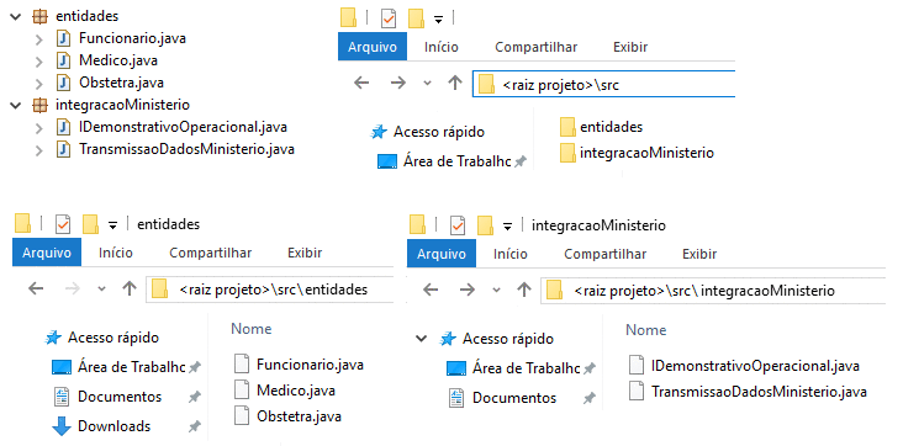 entidades
Funcionario.java
Medico.java
Obstetra.java
integracaoMinisterio
IDemonstrativoOperacional.java
TransmissaoDadosMinisterio.java
Arquivo Início Compartilhar Exibir
<raiz projeto>\src
Acesso rápido
Área de Trabalhc
entidades
integracaoMinisterio
entidades
Arquivo Início Compartilhar Exibir
<raiz projeto>\src\entidades
Acesso rápido
Área de Trabalhc
Documentos
Downloads
Nome
Funcionario.java
Medico.java
Obstetra.java
integracaoMinisterio
Arquivo Início Compartilhar Exibir
<raiz projeto>\src\ integracaoMinisterio
Acesso rápido
Área de Trabalhc
Documentos
Nome
IDemonstrativoOperacional.java
TransmissaoDadosMinisterio.java